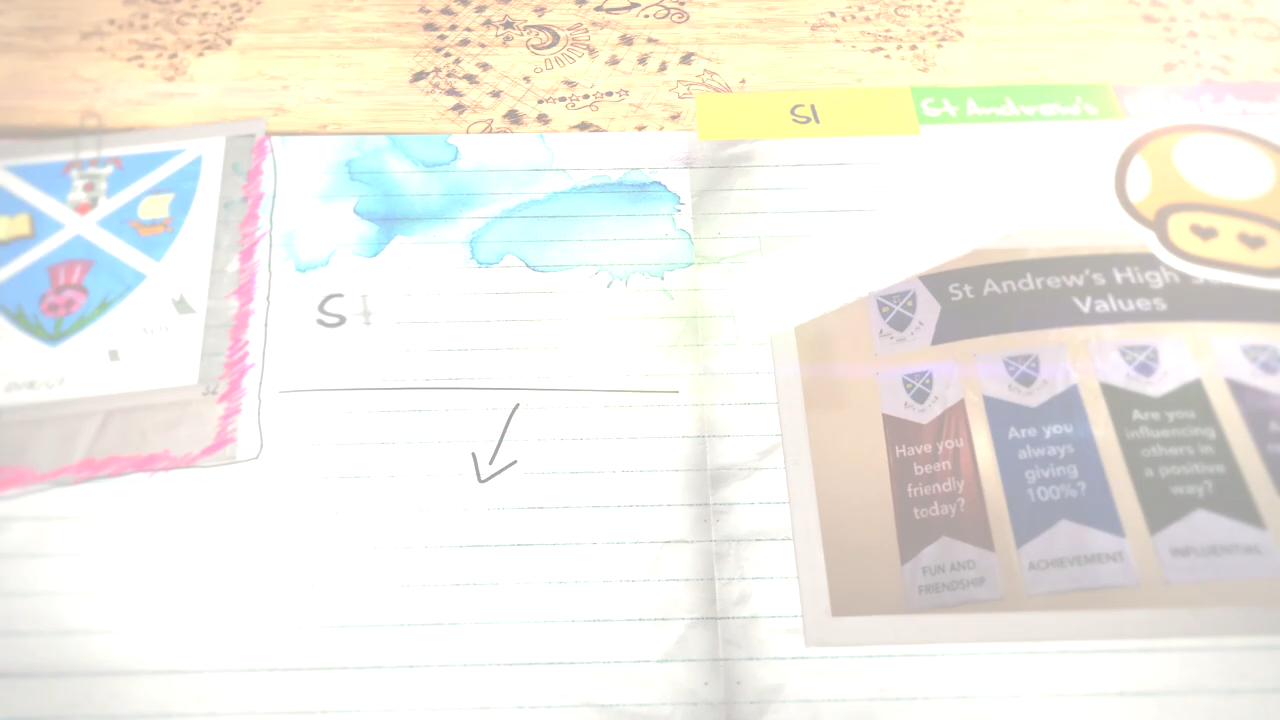 S1
St Andrew's
St
St Andrew's High
Values
Have you
been
friendly
today?
FUN AND
FRIENDSHIP
Are you
always
giving
100%?
ACHIEVEMENT
Are you
influencing
others in
a positive
way?
INFLUENTIAL